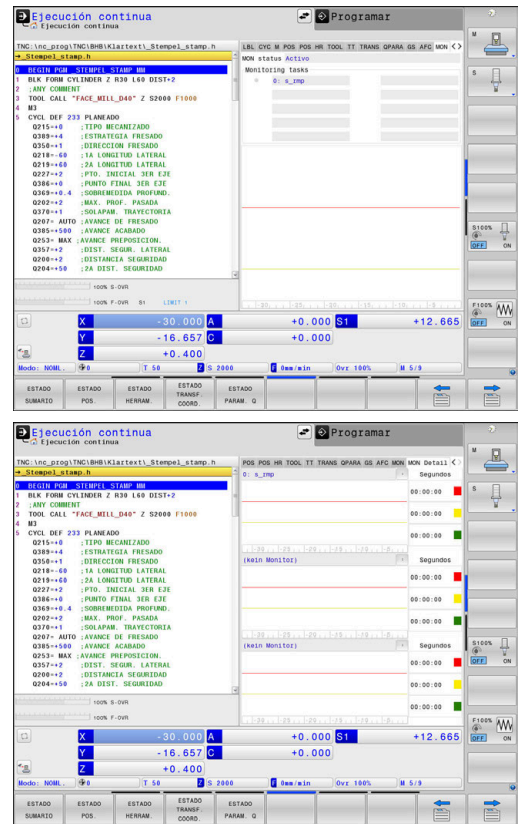 Ejecución continua
Ejecución continua
Programar
TNC:\nc_prog\TNC\BHB\Klartext\_Stempel_stamp.h
→_Stempel_stamp.h
0 BEGIN PGM _STEMPEL_STAMP MM
1 BLK FORM CYLINDER Z R30 L60 DIST+2
2 ;ANY COMMENT
3 TOOL CALL "FACE_MILL_D40" Z S2000 F1000
4 M3
5 CYCL DEF 233 PLANEADO
Q215=+0 ;TIPO MECANIZADO
Q389=+4 ;ESTRATEGIA FRESADO
Q350=+1 ;DIRECCION FRESADO
Q218=-60 ;1A LONGITUD LATERAL
Q219=+60 ;2A LONGITUD LATERAL
Q227=+2 ;PTO. INICIAL 3ER EJE
Q386=+0 ;PUNTO FINAL 3ER EJE
Q369=+0.4 ;SOBREMEDIDA PROFUND.
Q202=+2 ;MAX. PROF. PASADA
Q370=+1 ;SOLAPAM. TRAYECTORIA
Q207= AUTO ;AVANCE DE FRESADO
Q385=+500 ;AVANCE ACABADO
Q253= MAX ;AVANCE PREPOSICION.
Q357=+2 ;DIST. SEGUR. LATERAL
Q200=+2 ;DISTANCIA SEGURIDAD
Q204=+50 ;2A DIST. SEGURIDAD
LBL CYC M POS POS HR TOOL TT TRANS QPARA GS AFC MON
MON status Activo
Monitoring tasks
0: s_rmp
100% S-OVR
100% F-OVR S1 LIMIT 1
X -30.000 A +0.000 S1 +12.665
Y -16.657 C +0.000
Z +0.400
Modo: NOML. 0 T 50 Z S 2000 F 0mm/min Ovr 100% M 5/9
ESTADO SUMARIO
ESTADO POS.
ESTADO HERRAM.
ESTADO TRANSF. COORD.
ESTADO PARAM. Q
M
S
S100%
OFF ON
F100%
OFF ON
Ejecución continua
Ejecución continua
Programar
TNC:\nc_prog\TNC\BHB\Klartext\_Stempel_stamp.h
→_Stempel_stamp.h
0 BEGIN PGM _STEMPEL_STAMP MM
1 BLK FORM CYLINDER Z R30 L60 DIST+2
2 ;ANY COMMENT
3 TOOL CALL "FACE_MILL_D40" Z S2000 F1000
4 M3
5 CYCL DEF 233 PLANEADO
Q215=+0 ;TIPO MECANIZADO
Q389=+4 ;ESTRATEGIA FRESADO
Q350=+1 ;DIRECCION FRESADO
Q218=-60 ;1A LONGITUD LATERAL
Q219=+60 ;2A LONGITUD LATERAL
Q227=+2 ;PTO. INICIAL 3ER EJE
Q386=+0 ;PUNTO FINAL 3ER EJE
Q369=+0.4 ;SOBREMEDIDA PROFUND.
Q202=+2 ;MAX. PROF. PASADA
Q370=+1 ;SOLAPAM. TRAYECTORIA
Q207= AUTO ;AVANCE DE FRESADO
Q385=+500 ;AVANCE ACABADO
Q253= MAX ;AVANCE PREPOSICION.
Q357=+2 ;DIST. SEGUR. LATERAL
Q200=+2 ;DISTANCIA SEGURIDAD
Q204=+50 ;2A DIST. SEGURIDAD
POS POS HR TOOL TT TRANS QPARA GS AFC MON MON Detail
0: s_rmp Segundos
00:00:00
00:00:00
00:00:00
(kein Monitor) Segundos
00:00:00
00:00:00
00:00:00
(kein Monitor) Segundos
00:00:00
00:00:00
00:00:00
100% S-OVR
100% F-OVR
X -30.000 A +0.000 S1 +12.665
Y -16.657 C +0.000
Z +0.400
Modo: NOML. 0 T 50 Z S 2000 F 0mm/min Ovr 100% M 5/9
ESTADO SUMARIO
ESTADO POS.
ESTADO HERRAM.
ESTADO TRANSF. COORD.
ESTADO PARAM. Q
M
S
S100%
OFF ON
F100%
OFF ON